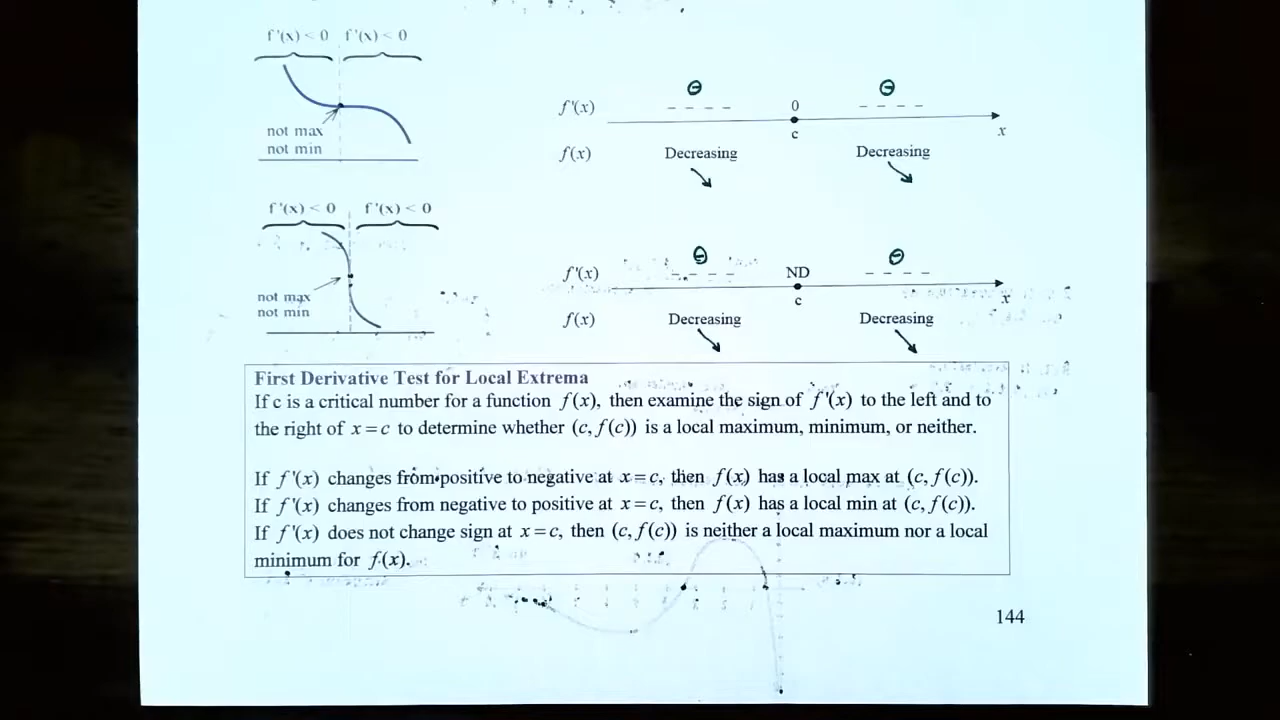 f'(x) < 0 f'(x) < 0
not max
not min
f'(x) ⊖ - - - - 0 ⊖ - - - -
c x
f(x) Decreasing Decreasing
f'(x) < 0 f'(x) < 0
not max
not min
f'(x) ⊖ - - - - ND ⊖ - - - -
c x
f(x) Decreasing Decreasing
First Derivative Test for Local Extrema
If c is a critical number for a function f(x), then examine the sign of f'(x) to the left and to
the right of x = c to determine whether (c, f(c)) is a local maximum, minimum, or neither.
If f'(x) changes from positive to negative at x = c, then f(x) has a local max at (c, f(c)).
If f'(x) changes from negative to positive at x = c, then f(x) has a local min at (c, f(c)).
If f'(x) does not change sign at x = c, then (c, f(c)) is neither a local maximum nor a local
minimum for f(x).
144